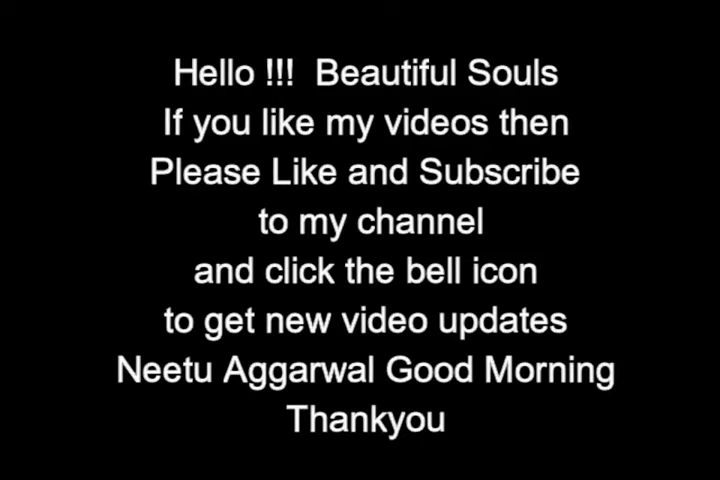 Hello !!!  Beautiful Souls
If you like my videos then
Please Like and Subscribe
to my channel
and click the bell icon
to get new video updates
Neetu Aggarwal Good Morning
Thankyou